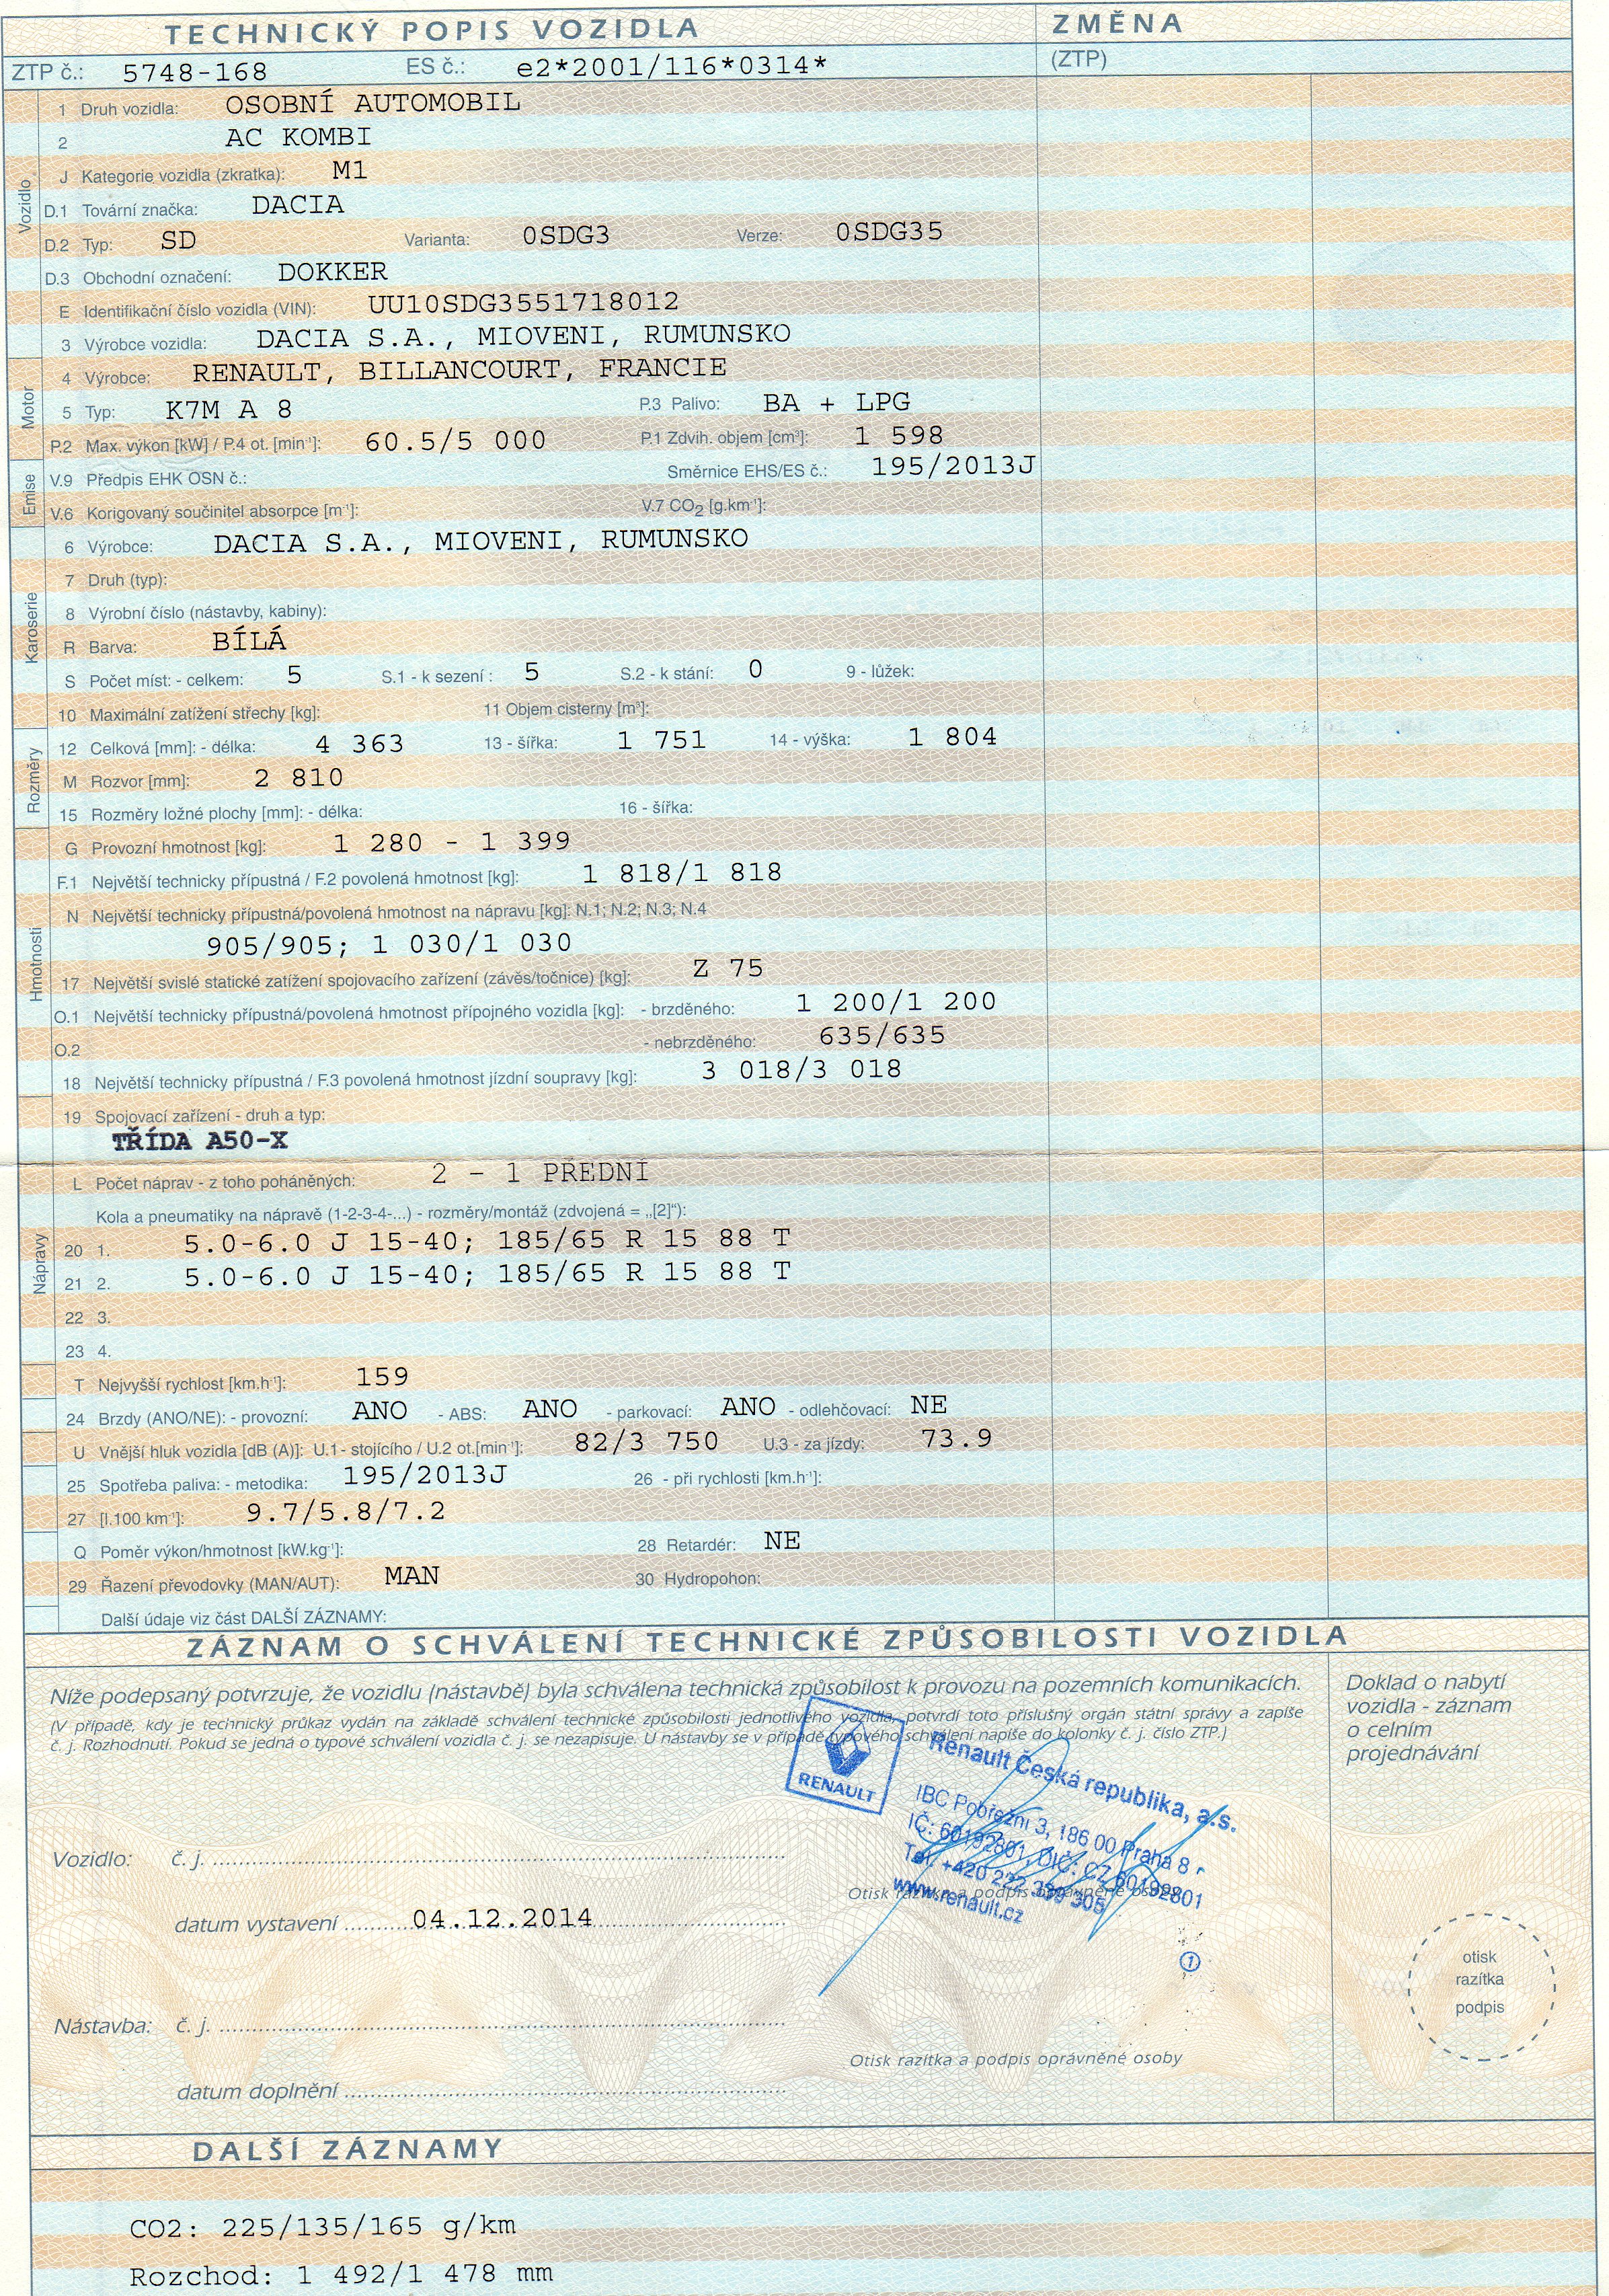 TECHNICKÝ POPIS VOZIDLA ZMĚNA
ZTP č.: 5748-168 ES č.: e2*2001/116*0314* (ZTP)
Vozidlo
1 Druh vozidla: OSOBNÍ AUTOMOBIL
2 AC KOMBI
J Kategorie vozidla (zkratka): M1
D.1 Tovární značka: DACIA
D.2 Typ: SD Varianta: 0SDG3 Verze: 0SDG35
D.3 Obchodní označení: DOKKER
E Identifikační číslo vozidla (VIN): UU10SDG3551718012
3 Výrobce vozidla: DACIA S.A., MIOVENI, RUMUNSKO
Motor
4 Výrobce: RENAULT, BILLANCOURT, FRANCIE
5 Typ: K7M A 8 P.3 Palivo: BA + LPG
P.2 Max. výkon [kW] / P.4 ot. [min⁻¹]: 60.5/5 000 P.1 Zdvih. objem [cm³]: 1 598
Emise
V.9 Předpis EHK OSN č.: Směrnice EHS/ES č.: 195/2013J
V.6 Korigovaný součinitel absorpce [m⁻¹]: V.7 CO₂ [g.km⁻¹]:
Karoserie
6 Výrobce: DACIA S.A., MIOVENI, RUMUNSKO
7 Druh (typ):
8 Výrobní číslo (nástavby, kabiny):
R Barva: BÍLÁ
S Počet míst: - celkem: 5 S.1 - k sezení : 5 S.2 - k stání: 0 9 - lůžek:
10 Maximální zatížení střechy [kg]: 11 Objem cisterny [m³]:
Rozměry
12 Celková [mm]: - délka: 4 363 13 - šířka: 1 751 14 - výška: 1 804
M Rozvor [mm]: 2 810
15 Rozměry ložné plochy [mm]: - délka: 16 - šířka:
Hmotnosti
G Provozní hmotnost [kg]: 1 280 - 1 399
F.1 Největší technicky přípustná / F.2 povolená hmotnost [kg]: 1 818/1 818
N Největší technicky přípustná/povolená hmotnost na nápravu [kg]: N.1; N.2; N.3; N.4
905/905; 1 030/1 030
17 Největší svislé statické zatížení spojovacího zařízení (závěs/točnice) [kg]: Z 75
O.1 Největší technicky přípustná/povolená hmotnost přípojného vozidla [kg]: - brzděného: 1 200/1 200
O.2 - nebrzděného: 635/635
18 Největší technicky přípustná / F.3 povolená hmotnost jízdní soupravy [kg]: 3 018/3 018
19 Spojovací zařízení - druh a typ:
TŘÍDA A50-X
Nápravy
L Počet náprav - z toho poháněných: 2 - 1 PŘEDNÍ
Kola a pneumatiky na nápravě (1-2-3-4-...) - rozměry/montáž (zdvojená = „[2]“):
20 1. 5.0-6.0 J 15-40; 185/65 R 15 88 T
21 2. 5.0-6.0 J 15-40; 185/65 R 15 88 T
22 3.
23 4.
T Nejvyšší rychlost [km.h⁻¹]: 159
24 Brzdy (ANO/NE): - provozní: ANO - ABS: ANO - parkovací: ANO - odlehčovací: NE
U Vnější hluk vozidla [dB (A)]: U.1- stojícího / U.2 ot.[min⁻¹]: 82/3 750 U.3 - za jízdy: 73.9
25 Spotřeba paliva: - metodika: 195/2013J 26 - při rychlosti [km.h⁻¹]:
27 [l.100 km⁻¹]: 9.7/5.8/7.2
Q Poměr výkon/hmotnost [kW.kg⁻¹]: 28 Retardér: NE
29 Řazení převodovky (MAN/AUT): MAN 30 Hydropohon:
Další údaje viz část DALŠÍ ZÁZNAMY:
ZÁZNAM O SCHVÁLENÍ TECHNICKÉ ZPŮSOBILOSTI VOZIDLA
Níže podepsaný potvrzuje, že vozidlu (nástavbě) byla schválena technická způsobilost k provozu na pozemních komunikacích.
(V případě, kdy je technický průkaz vydán na základě schválení technické způsobilosti jednotlivého vozidla, potvrdí toto příslušný orgán státní správy a zapíše
č. j. Rozhodnutí. Pokud se jedná o typové schválení vozidla č. j. se nezapisuje. U nástavby se v případě typového schválení napíše do kolonky č. j. číslo ZTP.)
Doklad o nabytí
vozidla - záznam
o celním
projednávání
RENAULT
Renault Česká republika, a.s.
IBC Pobřežní 3, 186 00 Praha 8
IČ: 60192801, DIČ: CZ 60192801
Tel. +420 222 339 305
www.renault.cz
Vozidlo: č. j.
Otisk razítka a podpis oprávněné osoby
datum vystavení 04.12.2014
1
otisk
razítka
podpis
Nástavba: č. j.
Otisk razítka a podpis oprávněné osoby
datum doplnění
DALŠÍ ZÁZNAMY
CO2: 225/135/165 g/km
Rozchod: 1 492/1 478 mm